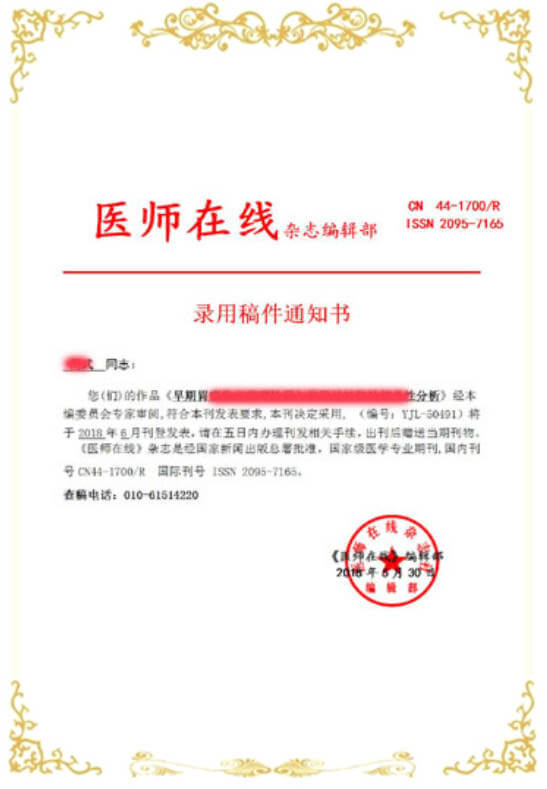 医师在线 杂志编辑部
CN 44-1700/R
ISSN 2095-7165
录用稿件通知书
同志：
您(们)的作品《早期胃 性分析》经本
编委员会专家审阅,符合本刊发表要求,本刊决定采用, （编号：YJL-50491）将
于 2018 年 6 月刊登发表，请在五日内办理刊发相关手续，出刊后赠送当期刊物。
《医师在线》杂志是经国家新闻出版总署批准，国家级医学专业期刊,国内刊
号 CN44-1700/R 国际刊号 ISSN 2095-7165。
查稿电话：010-61514220
《医师在线》编辑部
2018 年 月 30 日
医师在线杂志社
编辑部